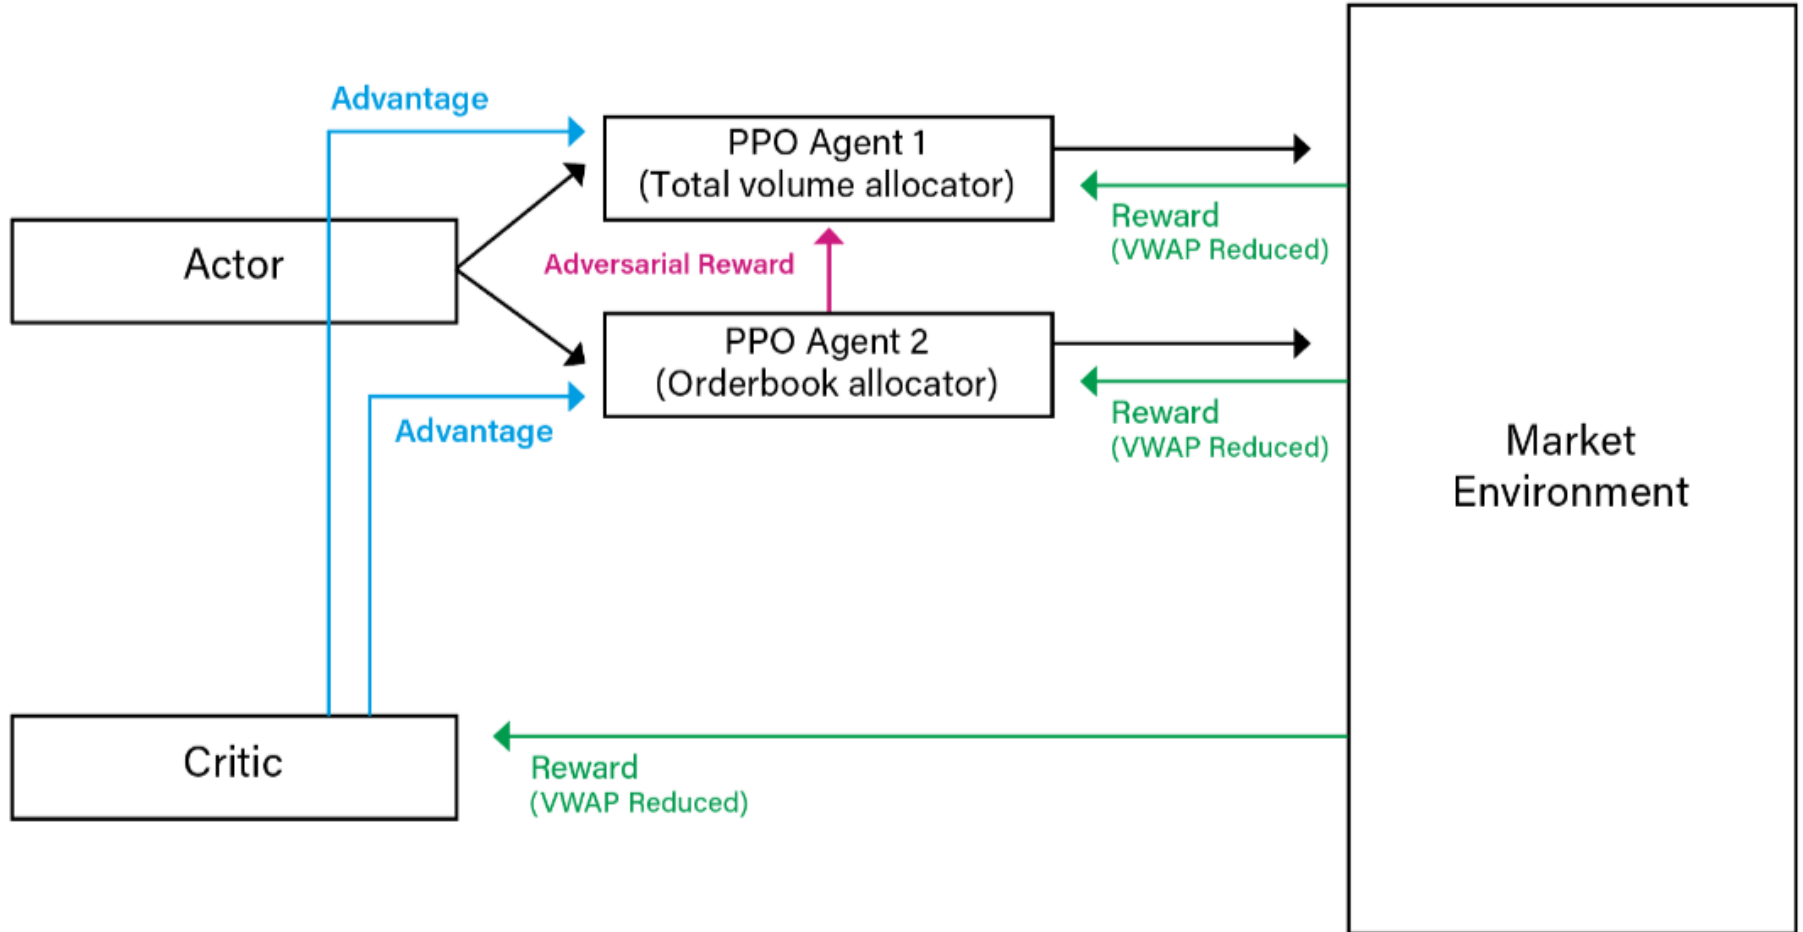 Advantage
PPO Agent 1
(Total volume allocator)
Reward
(VWAP Reduced)
Actor
Adversarial Reward
PPO Agent 2
(Orderbook allocator)
Advantage
Reward
(VWAP Reduced)
Market
Environment
Critic
Reward
(VWAP Reduced)